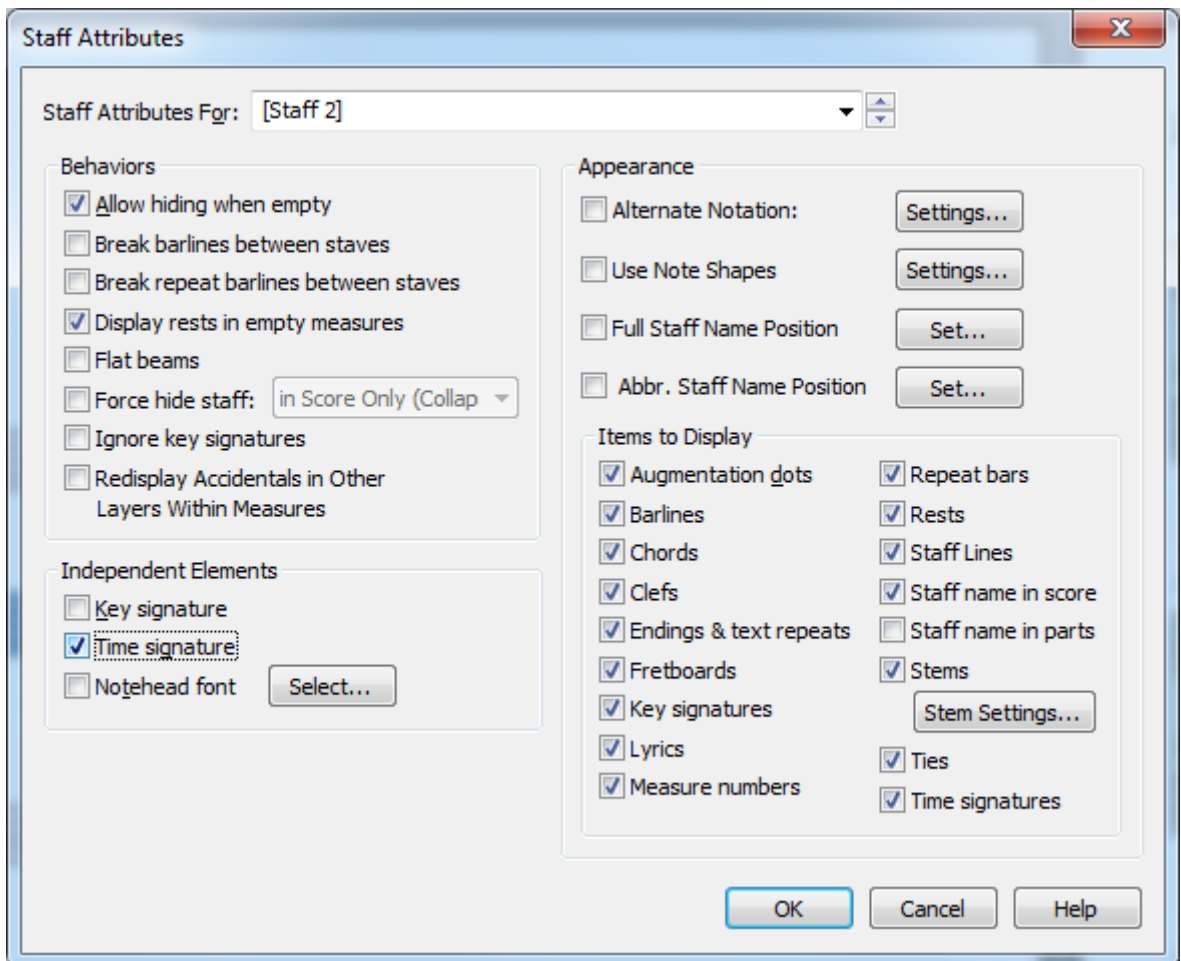 Staff Attributes
Staff Attributes For: [Staff 2]
Behaviors
Allow hiding when empty
Break barlines between staves
Break repeat barlines between staves
Display rests in empty measures
Flat beams
Force hide staff: in Score Only (Collap
Ignore key signatures
Redisplay Accidentals in Other
Layers Within Measures
Independent Elements
Key signature
Time signature
Notehead font Select...
Appearance
Alternate Notation: Settings...
Use Note Shapes Settings...
Full Staff Name Position Set...
Abbr. Staff Name Position Set...
Items to Display
Augmentation dots
Barlines
Chords
Clefs
Endings & text repeats
Fretboards
Key signatures
Lyrics
Measure numbers
Repeat bars
Rests
Staff Lines
Staff name in score
Staff name in parts
Stems
Stem Settings...
Ties
Time signatures
OK Cancel Help